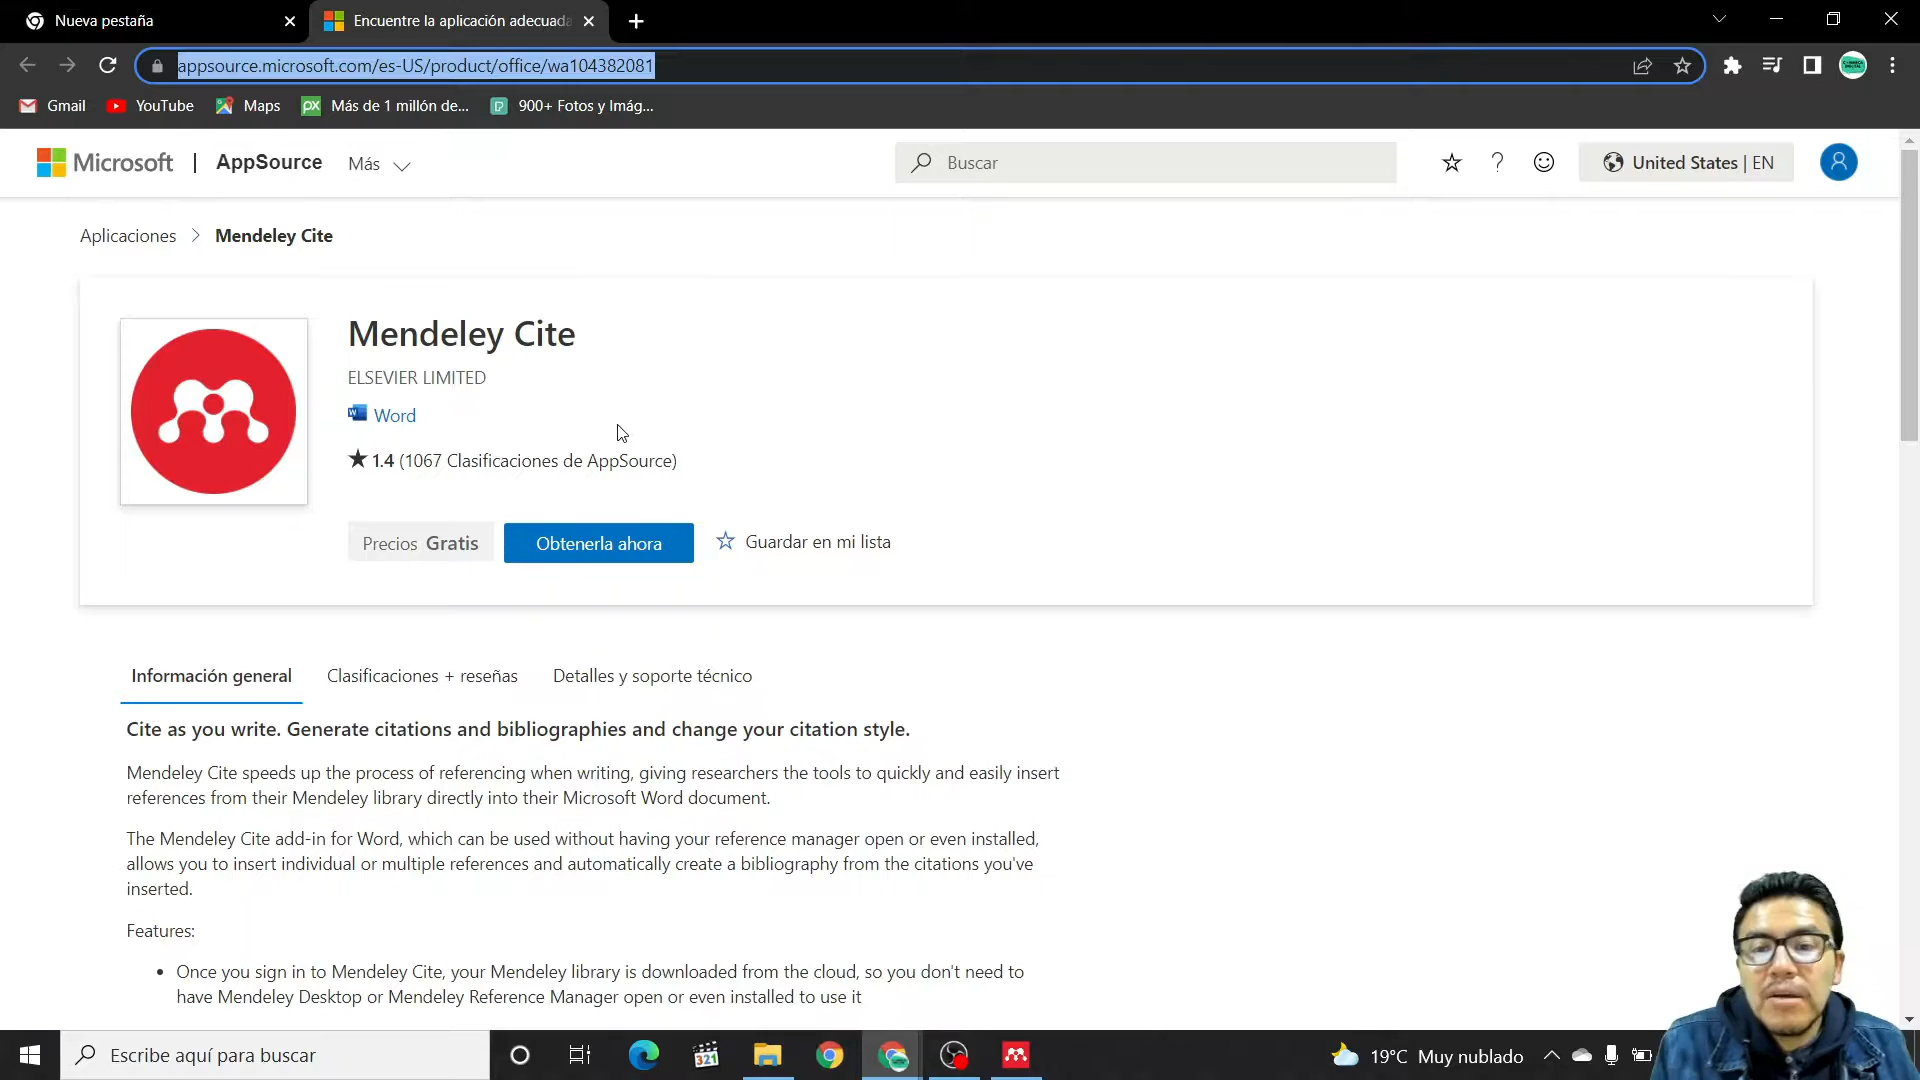 Nueva pestaña
Encuentre la aplicación adecuada
appsource.microsoft.com/es-US/product/office/wa104382081
Gmail
YouTube
Maps
px
Más de 1 millón de...
900+ Fotos y Imág...
Microsoft
AppSource
Más
Buscar
United States | EN
Aplicaciones
Mendeley Cite
Mendeley Cite
ELSEVIER LIMITED
Word
1.4 (1067 Clasificaciones de AppSource)
Precios Gratis
Obtenerla ahora
Guardar en mi lista
Información general
Clasificaciones + reseñas
Detalles y soporte técnico
Cite as you write. Generate citations and bibliographies and change your citation style.
Mendeley Cite speeds up the process of referencing when writing, giving researchers the tools to quickly and easily insert
references from their Mendeley library directly into their Microsoft Word document.
The Mendeley Cite add-in for Word, which can be used without having your reference manager open or even installed,
allows you to insert individual or multiple references and automatically create a bibliography from the citations you've
inserted.
Features:
• Once you sign in to Mendeley Cite, your Mendeley library is downloaded from the cloud, so you don't need to
have Mendeley Desktop or Mendeley Reference Manager open or even installed to use it
Escribe aquí para buscar
321
19°C Muy nublado